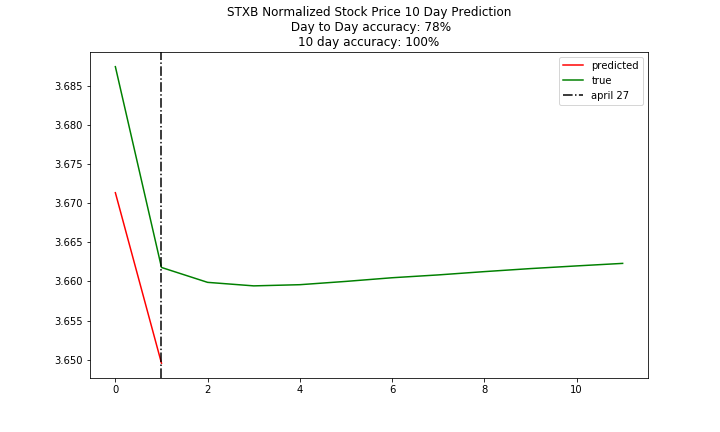 STXB Normalized Stock Price 10 Day Prediction
Day to Day accuracy: 78%
10 day accuracy: 100%
predicted
true
april 27
3.685
3.680
3.675
3.670
3.665
3.660
3.655
3.650
0 2 4 6 8 10